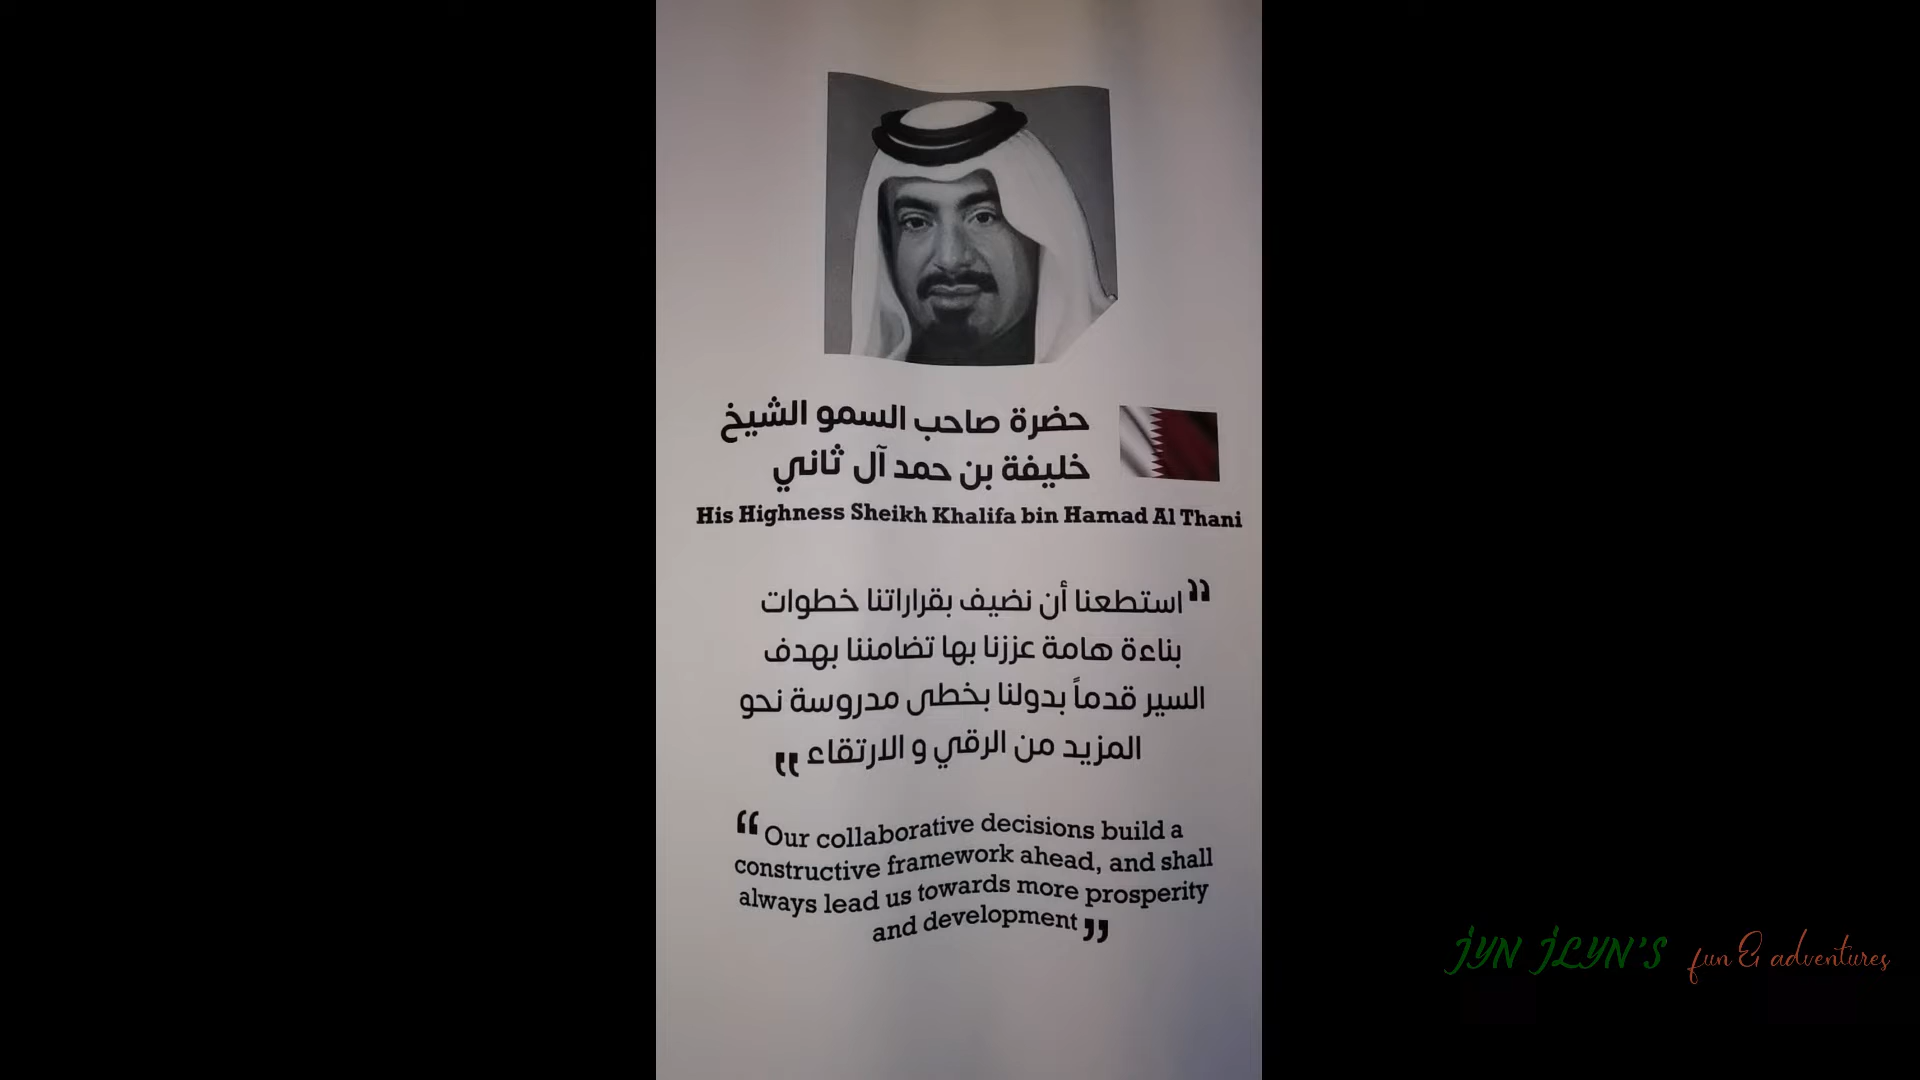 حضرة صاحب السمو الشيخ
خليفة بن حمد آل ثاني
His Highness Sheikh Khalifa bin Hamad Al Thani
"استطعنا أن نضيف بقراراتنا خطوات
بناءة هامة عززنا بها تضامننا بهدف
السير قدماً بدولنا بخطى مدروسة نحو
المزيد من الرقي و الارتقاء"
“Our collaborative decisions build a
constructive framework ahead, and shall
always lead us towards more prosperity
and development”
JYN JLYN'S fun & adventures